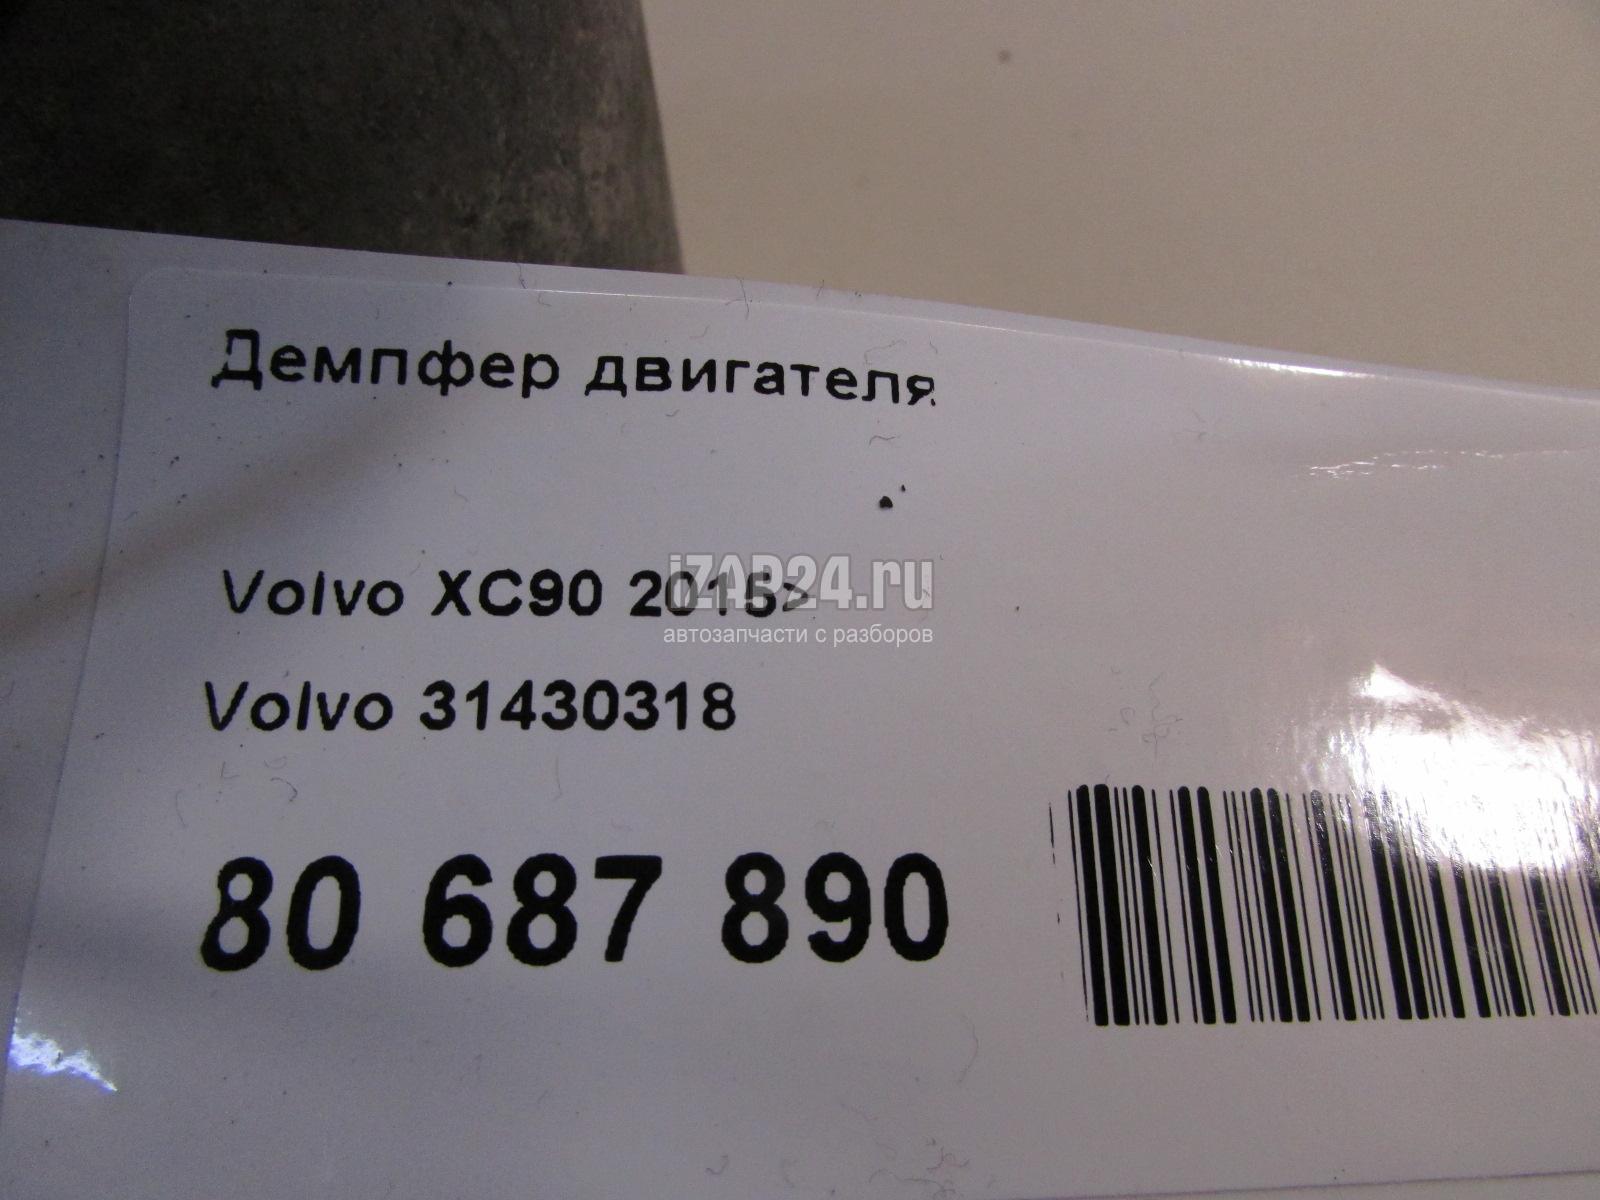 Демпфер двигателя
Volvo XC90 2015>
iZAP24.ru
автозапчасти с разборов
Volvo 31430318
80 687 890